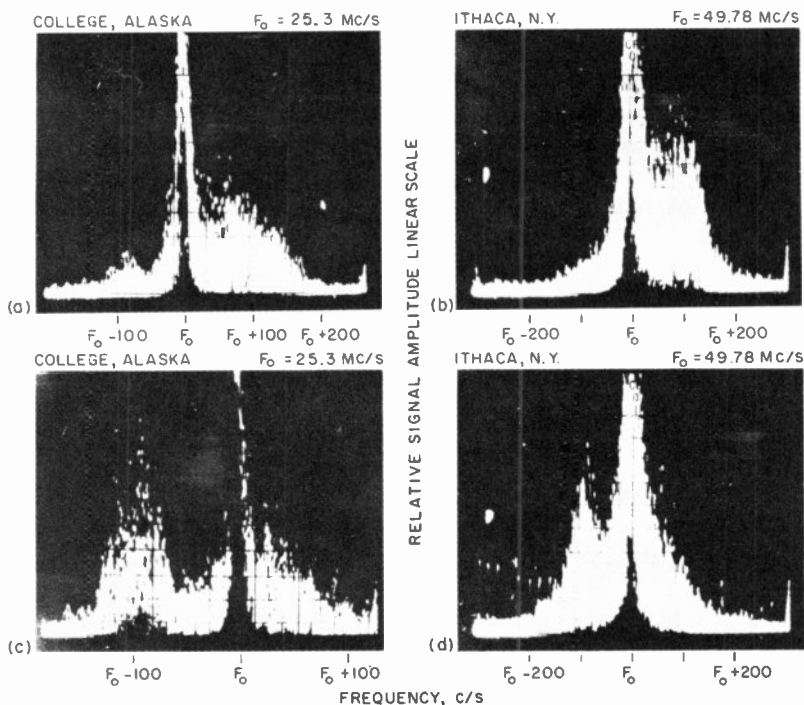 COLLEGE, ALASKA F₀ = 25.3 MC/S
ITHACA, N.Y. F₀ = 49.78 MC/S
(a)
F₀-100 F₀ F₀+100 F₀+200
(b)
F₀-200 F₀ F₀+200
RELATIVE SIGNAL AMPLITUDE LINEAR SCALE
COLLEGE, ALASKA F₀ = 25.3 MC/S
ITHACA, N.Y. F₀ = 49.78 MC/S
(c)
F₀-100 F₀ F₀+100
(d)
F₀-200 F₀ F₀+200
FREQUENCY, C/S